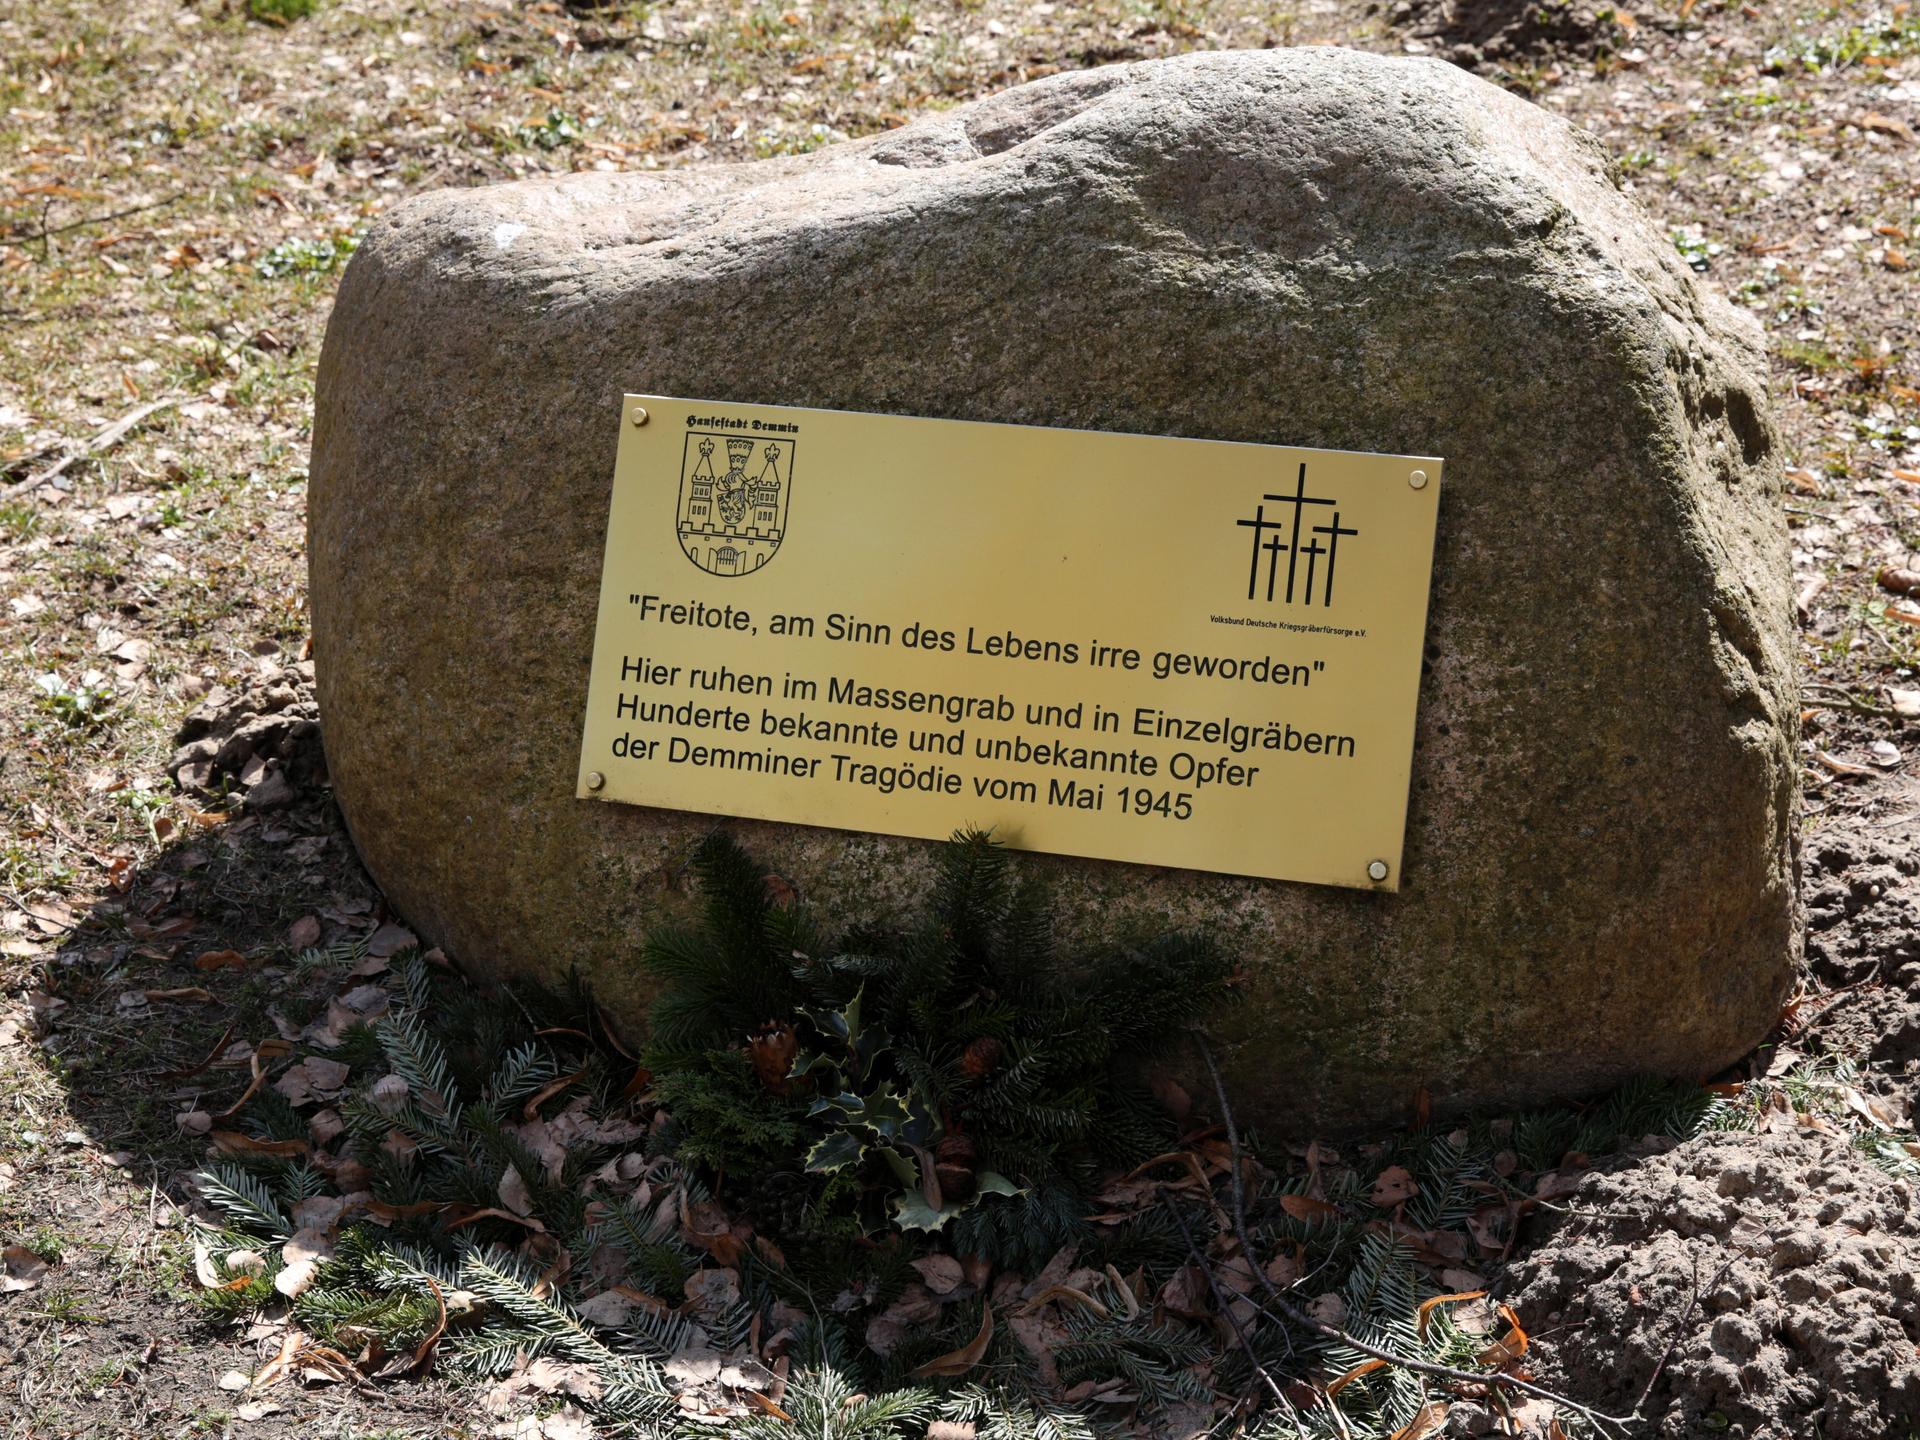 Hansestadt Demmin
Volksbund Deutsche Kriegsgräberfürsorge e.V.
"Freitote, am Sinn des Lebens irre geworden"
Hier ruhen im Massengrab und in Einzelgräbern
Hunderte bekannte und unbekannte Opfer
der Demminer Tragödie vom Mai 1945